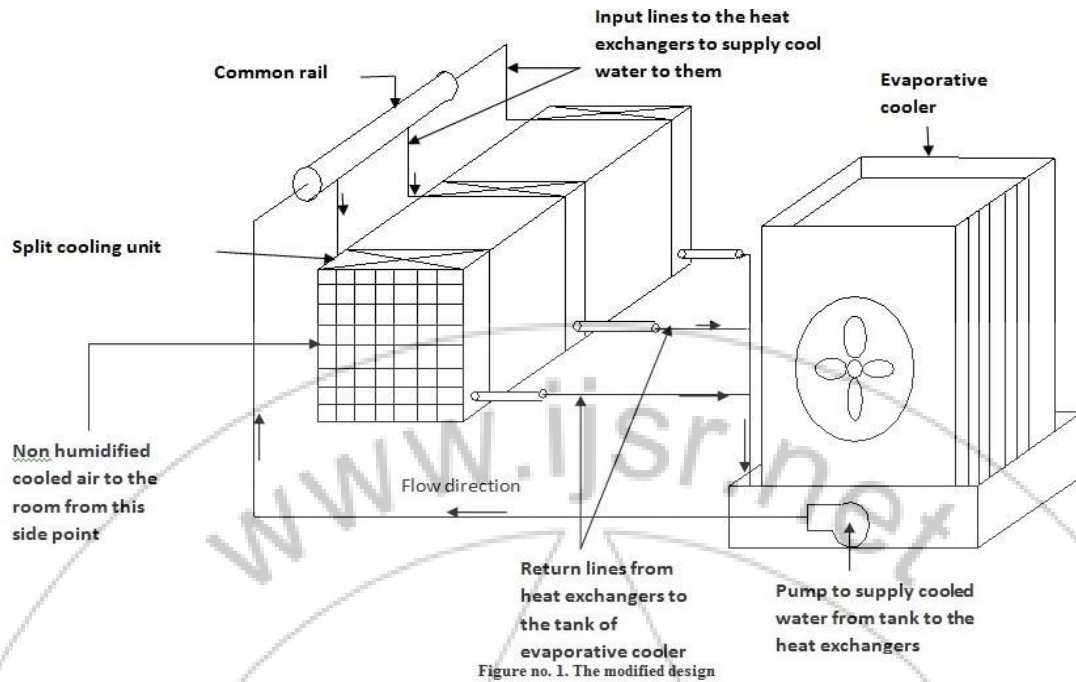 Input lines to the heat
exchangers to supply cool
water to them
Common rail
Evaporative
cooler
Split cooling unit
Non humidified
cooled air to the
room from this
side point
Flow direction
www.ijsr.net
Return lines from
heat exchangers to
the tank of
evaporative cooler
Pump to supply cooled
water from tank to the
heat exchangers
Figure no. 1. The modified design